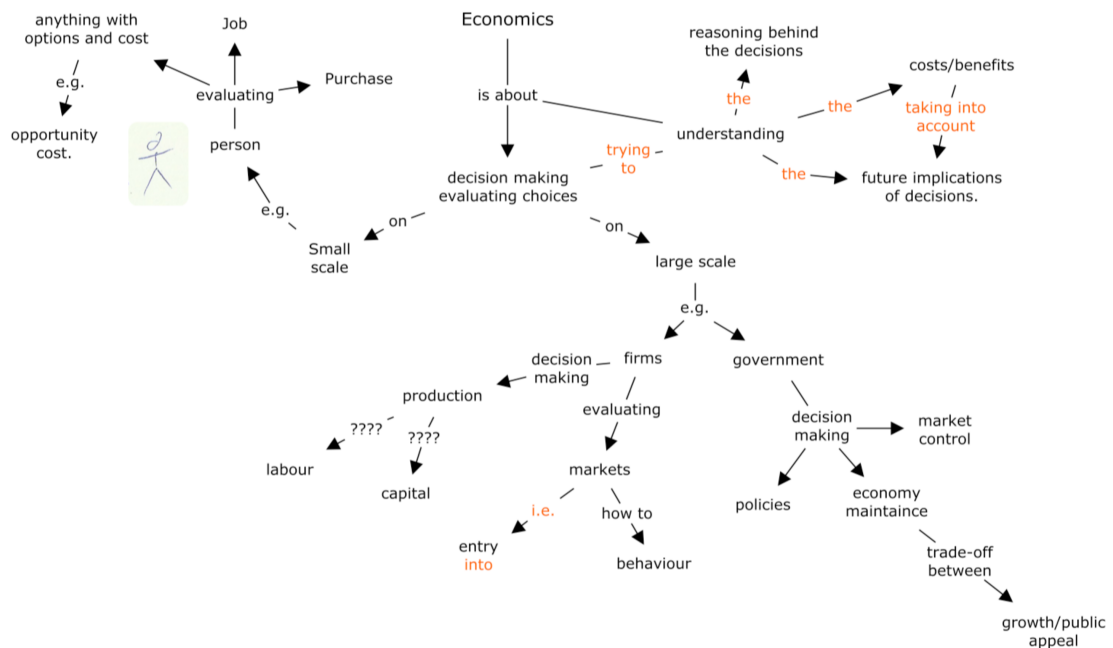 Economics
is about
decision making
evaluating choices
trying
to
understanding
the
reasoning behind
the decisions
the
costs/benefits
taking into
account
the
future implications
of decisions.
on
Small
scale
e.g.
person
evaluating
Job
Purchase
anything with
options and cost
e.g.
opportunity
cost.
on
large scale
e.g.
firms
decision
making
production
????
labour
????
capital
evaluating
markets
i.e.
entry
into
how to
behaviour
government
decision
making
market
control
policies
economy
maintaince
trade-off
between
growth/public
appeal